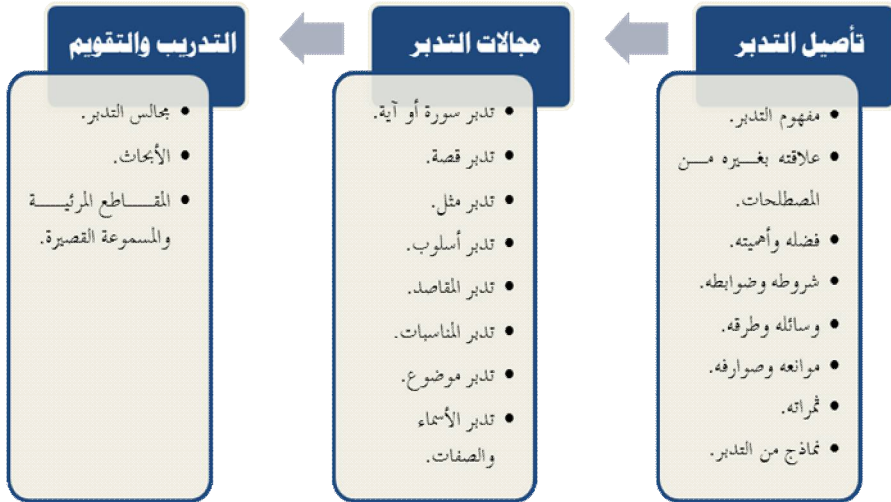 تأصيل التدبر
• مفهوم التدبر.
• علاقته بغيره من
المصطلحات.
• فضله وأهميته.
• شروطه وضوابطه.
• وسائله وطرقه.
• موانعه وصوارفه.
• ثمراته.
• نماذج من التدبر.
مجالات التدبر
• تدبر سورة أو آية.
• تدبر قصة.
• تدبر مثل.
• تدبر أسلوب.
• تدبر المقاصد.
• تدبر المناسبات.
• تدبر موضوع.
• تدبر الأسماء
والصفات.
التدريب والتقويم
• مجالس التدبر.
• الأبحاث.
• المقاطع المرئية
والمسموعة القصيرة.